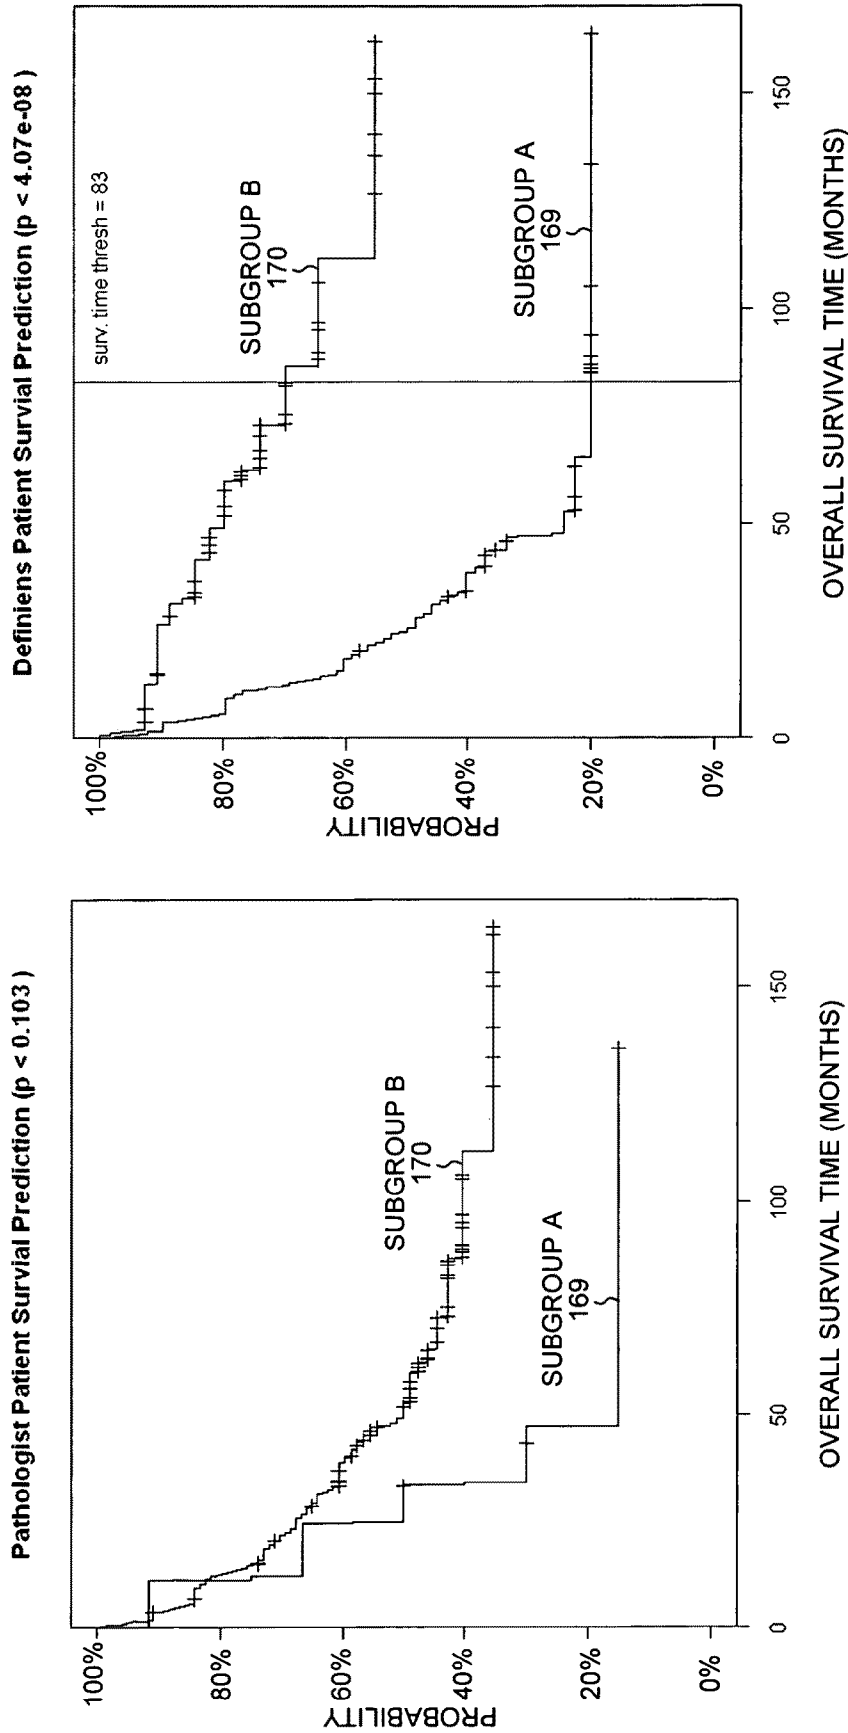 Pathologist Patient Survial Prediction (p < 0.103)
PROBABILITY
100%
80%
60%
40%
20%
0%
SUBGROUP B
170
SUBGROUP A
169
0
50
100
150
OVERALL SURVIVAL TIME (MONTHS)
Definiens Patient Survial Prediction (p < 4.07e-08)
surv. time thresh = 83
PROBABILITY
100%
80%
60%
40%
20%
0%
SUBGROUP B
170
SUBGROUP A
169
0
50
100
150
OVERALL SURVIVAL TIME (MONTHS)